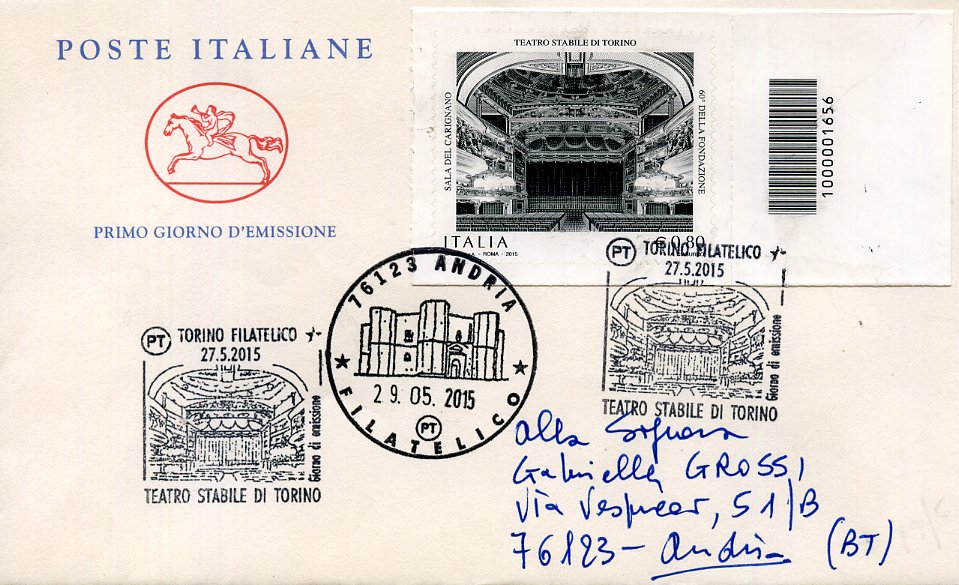 POSTE ITALIANE
PRIMO GIORNO D'EMISSIONE
TEATRO STABILE DI TORINO
SALA DEL CARIGNANO
60° DELLA FONDAZIONE
ITALIA € 0,80
ROMA - 2015
1000001656
PT TORINO FILATELICO
27.5.2015
Giorno di emissione
TEATRO STABILE DI TORINO
76123 ANDRIA
29.05.2015
PT
FILATELICO
PT TORINO FILATELICO
27.5.2015
Giorno di emissione
TEATRO STABILE DI TORINO
alla Signora
Gabriella GROSSI
Via Vespucci, 51/B
76123 - Andria (BT)